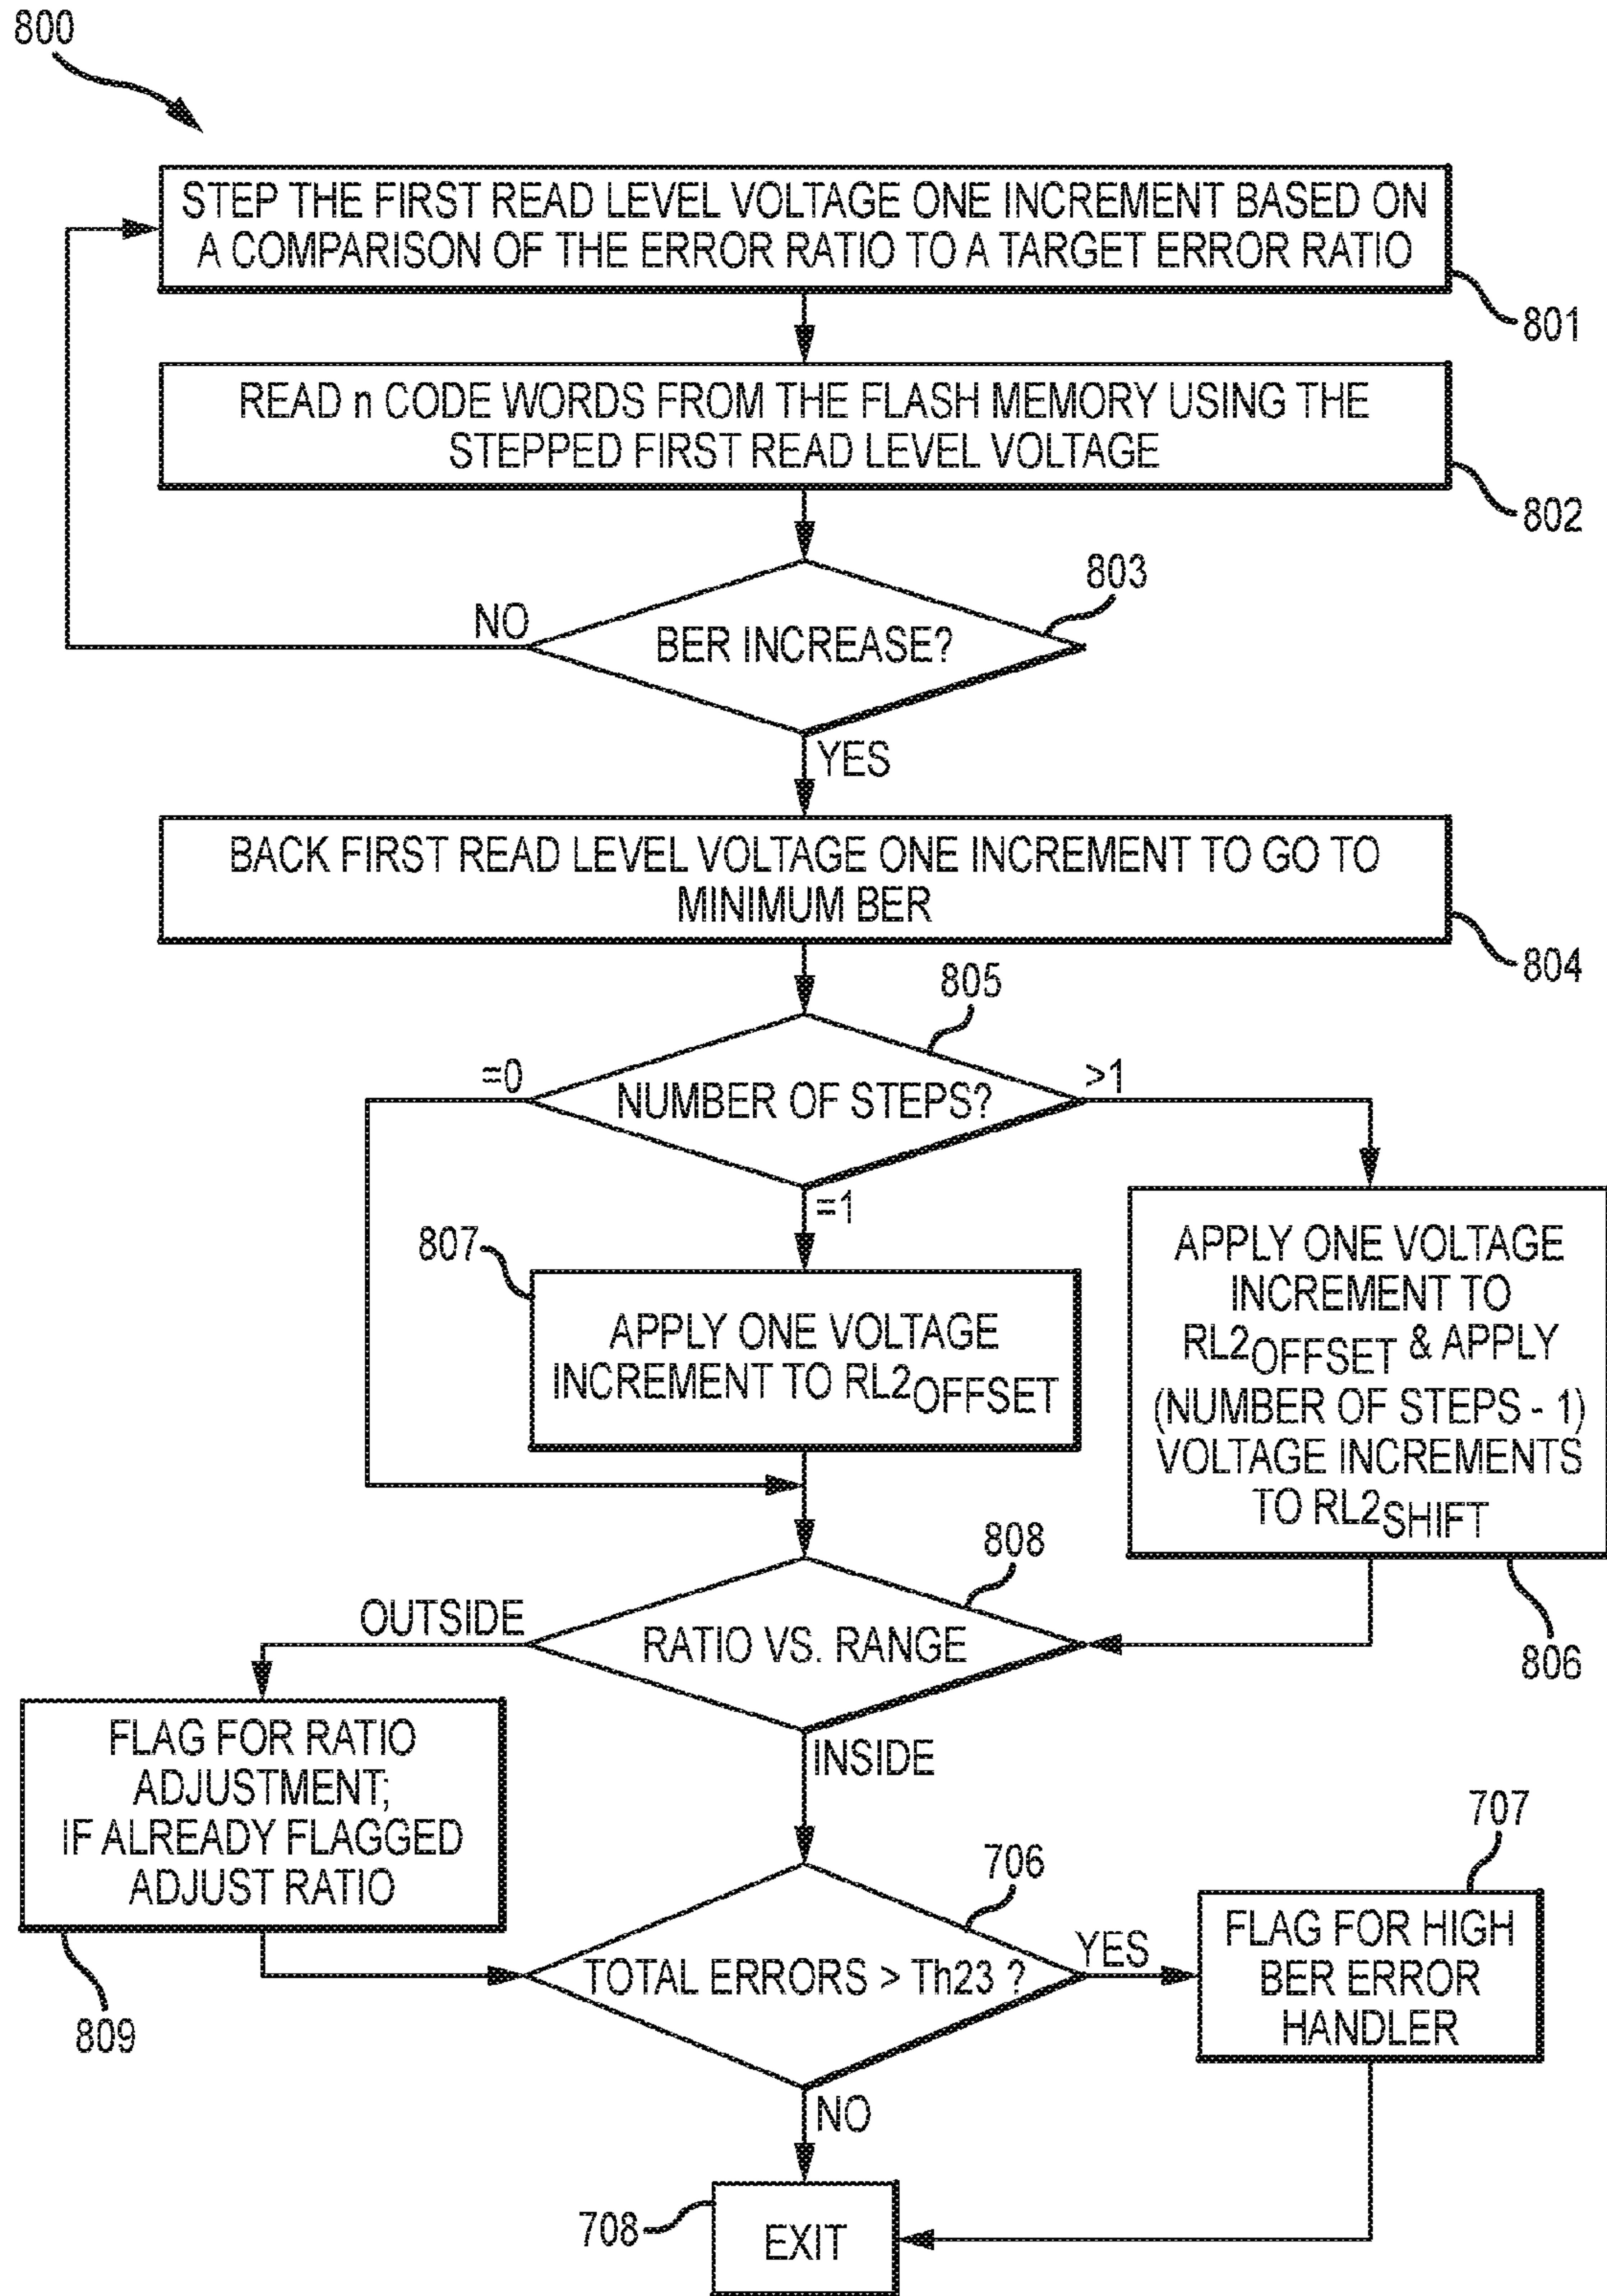 800
STEP THE FIRST READ LEVEL VOLTAGE ONE INCREMENT BASED ON
A COMPARISON OF THE ERROR RATIO TO A TARGET ERROR RATIO
801
READ n CODE WORDS FROM THE FLASH MEMORY USING THE
STEPPED FIRST READ LEVEL VOLTAGE
802
803
NO
BER INCREASE?
YES
BACK FIRST READ LEVEL VOLTAGE ONE INCREMENT TO GO TO
MINIMUM BER
804
805
=0
NUMBER OF STEPS?
>1
=1
807
APPLY ONE VOLTAGE
INCREMENT TO RL2OFFSET
APPLY ONE VOLTAGE
INCREMENT TO
RL2OFFSET & APPLY
(NUMBER OF STEPS - 1)
VOLTAGE INCREMENTS
TO RL2SHIFT
806
808
OUTSIDE
RATIO VS. RANGE
INSIDE
FLAG FOR RATIO
ADJUSTMENT;
IF ALREADY FLAGGED
ADJUST RATIO
809
706
TOTAL ERRORS > Th23 ?
YES
707
FLAG FOR HIGH
BER ERROR
HANDLER
NO
708
EXIT